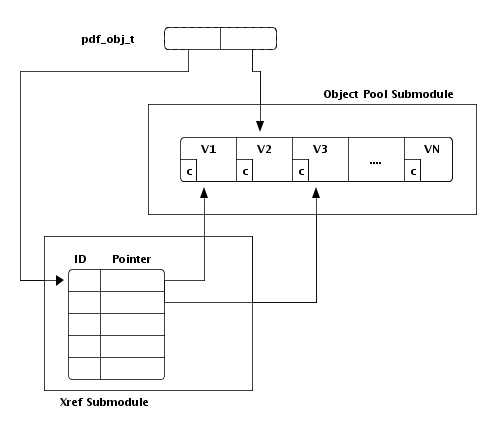 pdf_obj_t
Object Pool Submodule
V1 V2 V3 .... VN
c c c c
ID Pointer
Xref Submodule